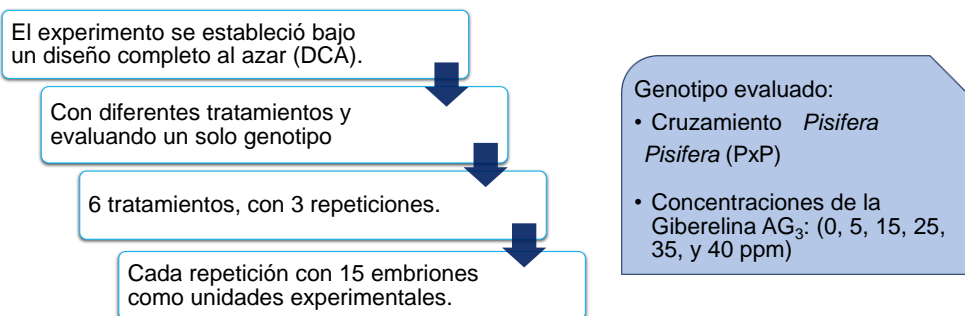 El experimento se estableció bajo
un diseño completo al azar (DCA).
Con diferentes tratamientos y
evaluando un solo genotipo
6 tratamientos, con 3 repeticiones.
Cada repetición con 15 embriones
como unidades experimentales.
Genotipo evaluado:
• Cruzamiento Pisifera
Pisifera (PxP)
• Concentraciones de la
Giberelina AG₃: (0, 5, 15, 25,
35, y 40 ppm)